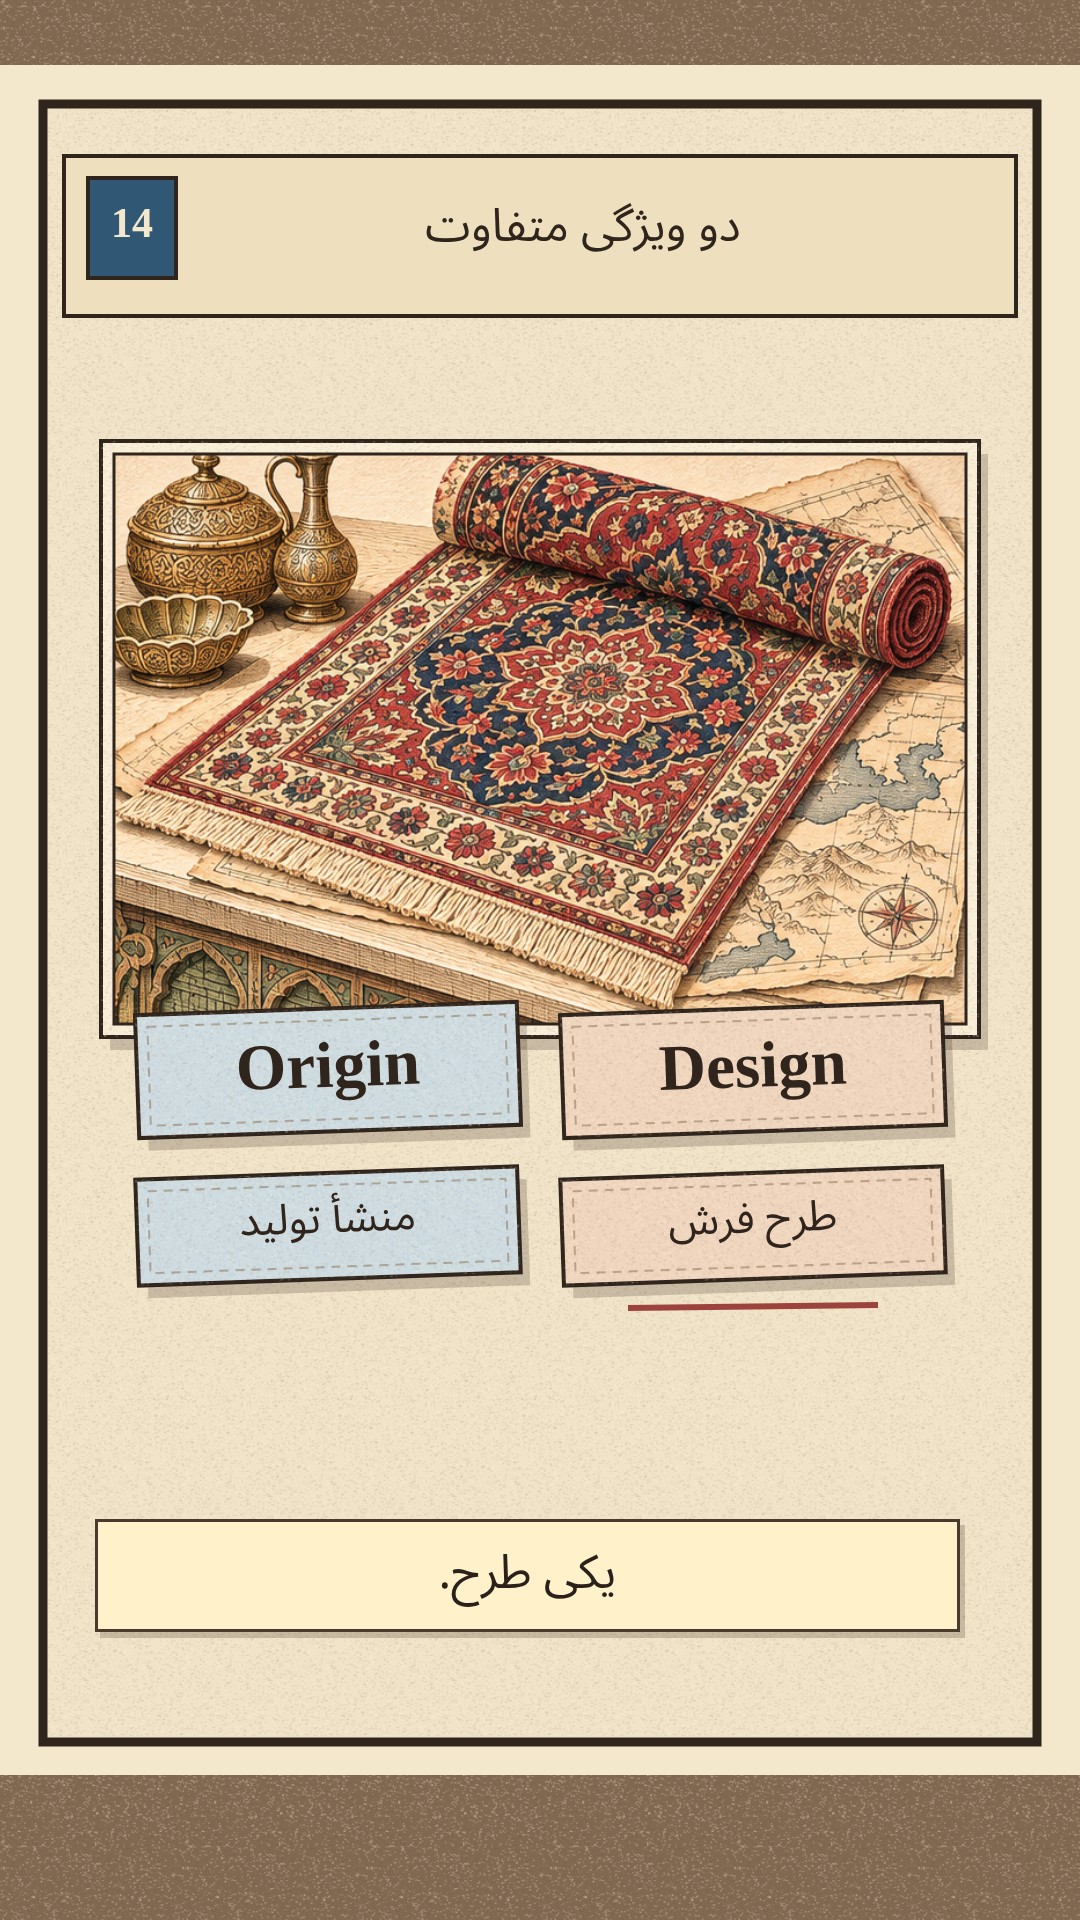 14
دو ویژگی متفاوت
Origin
Design
منشأ تولید
طرح فرش
یکی طرح.